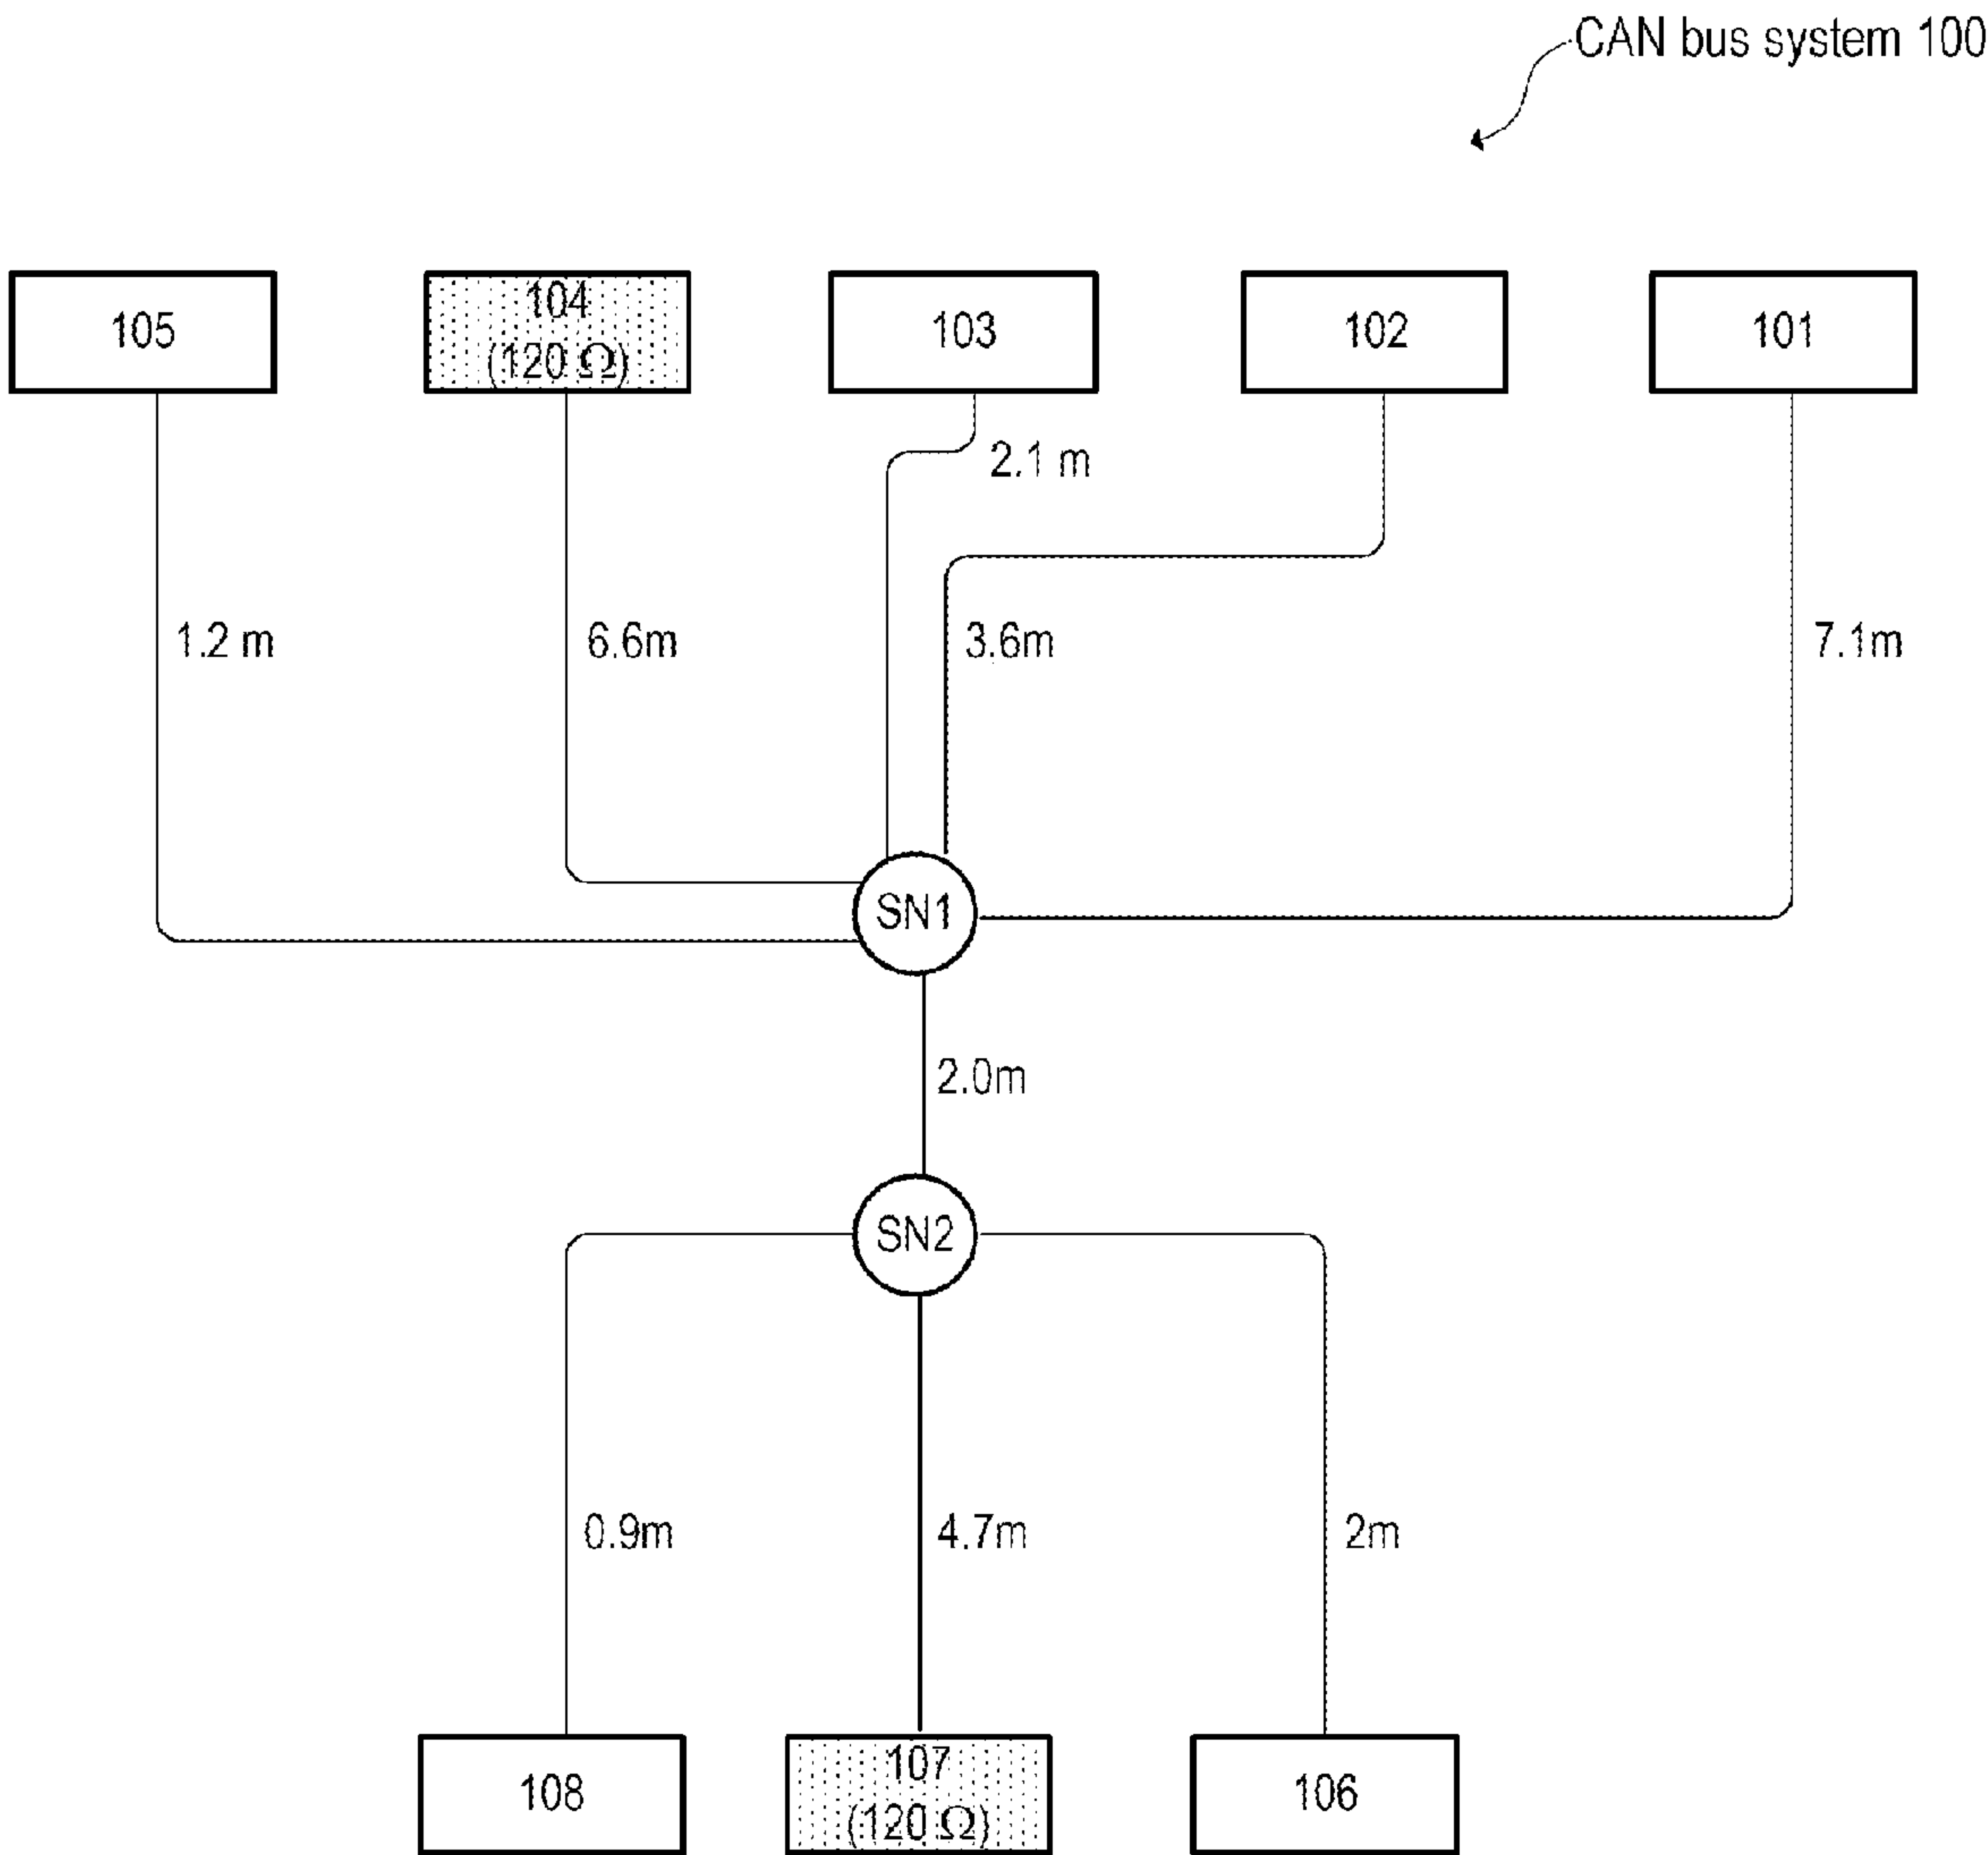 CAN bus system 100
105
104
(120 Ω)
103
102
101
2.1 m
1.2 m
6.6m
3.6m
7.1m
SN1
2.0m
SN2
0.9m
4.7m
2m
108
107
(120 Ω)
106